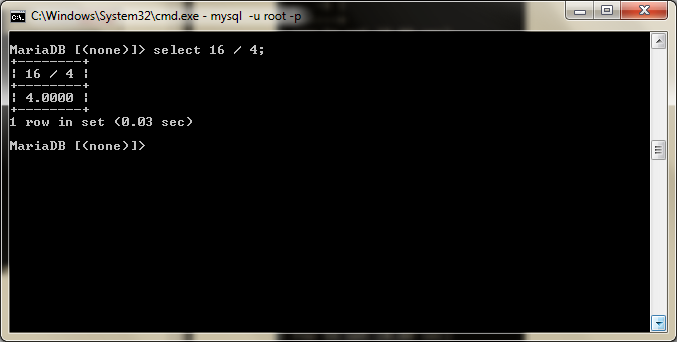 C:\Windows\System32\cmd.exe - mysql  -u root -p
MariaDB [(none)]> select 16 / 4;
+--------+
| 16 / 4 |
+--------+
| 4.0000 |
+--------+
1 row in set (0.03 sec)
MariaDB [(none)]>